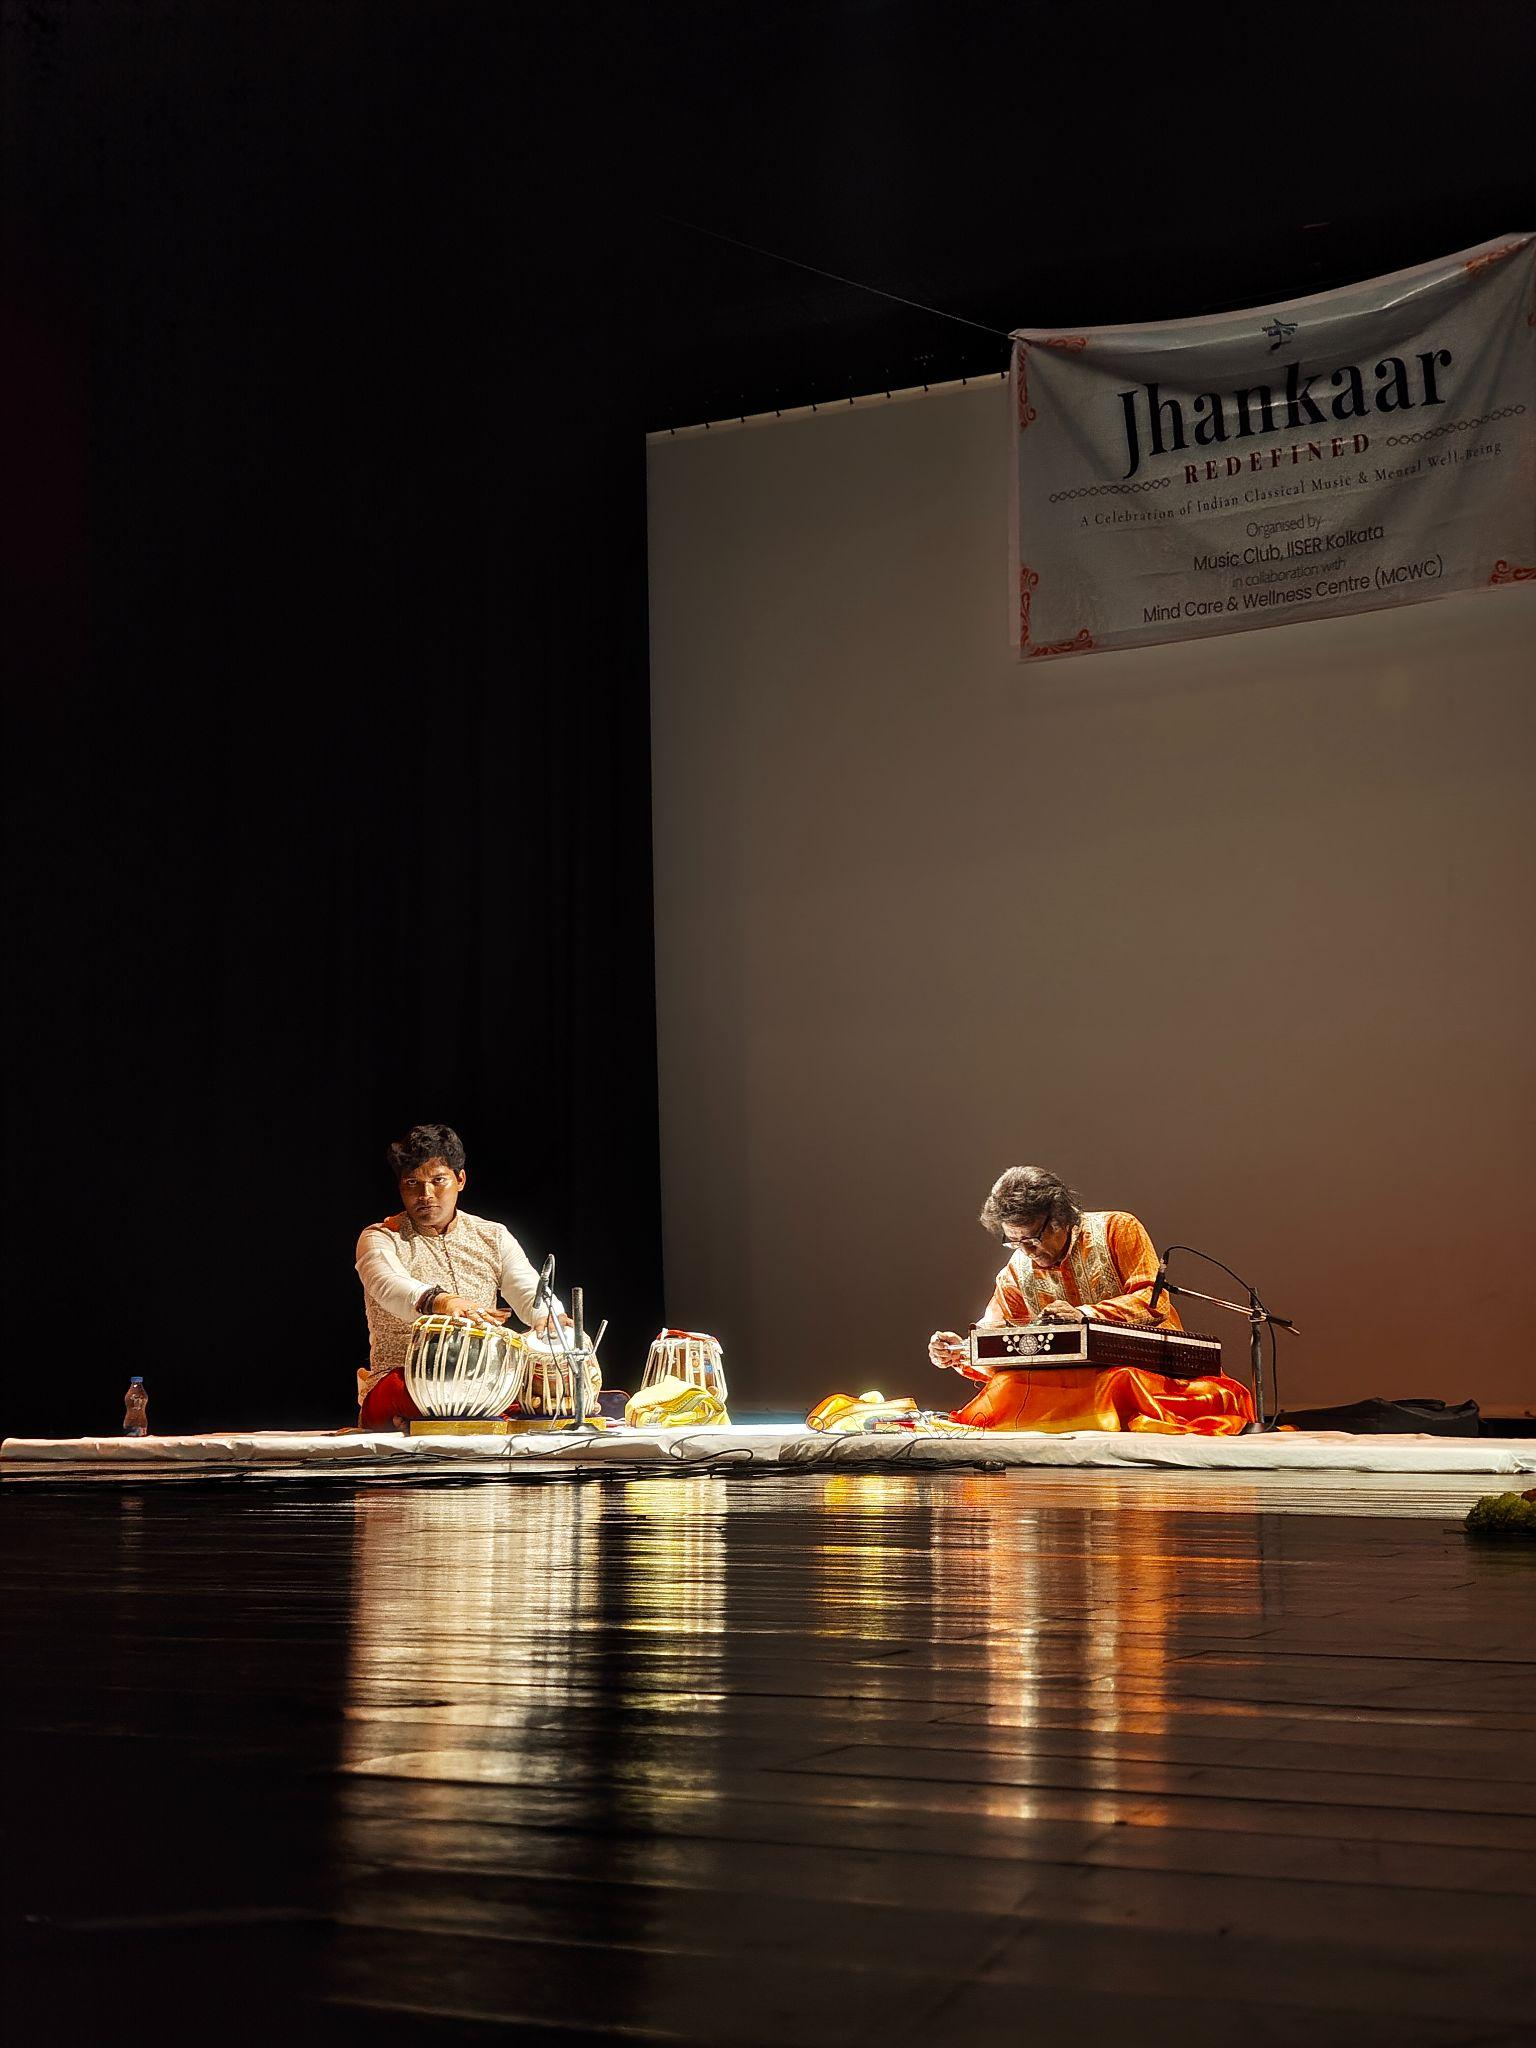 Jhankaar
REDEFINED
A Celebration of Indian Classical Music & Mental Well-Being
Organised by
Music Club, IISER Kolkata
in collaboration with
Mind Care & Wellness Centre (MCWC)